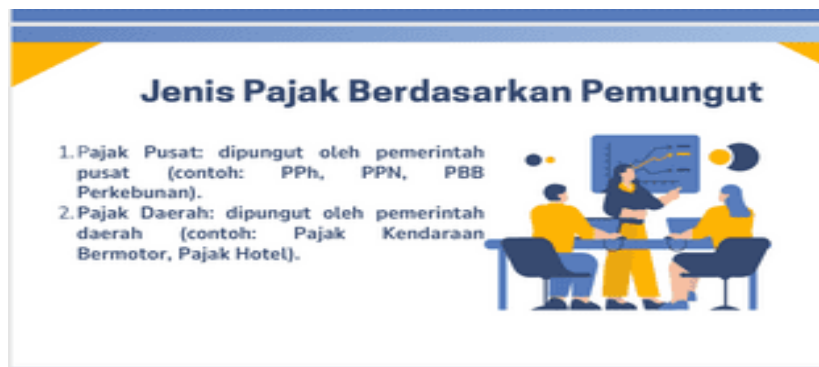 Jenis Pajak Berdasarkan Pemungut
1. Pajak Pusat: dipungut oleh pemerintah
pusat (contoh: PPh, PPN, PBB
Perkebunan).
2. Pajak Daerah: dipungut oleh pemerintah
daerah (contoh: Pajak Kendaraan
Bermotor, Pajak Hotel).